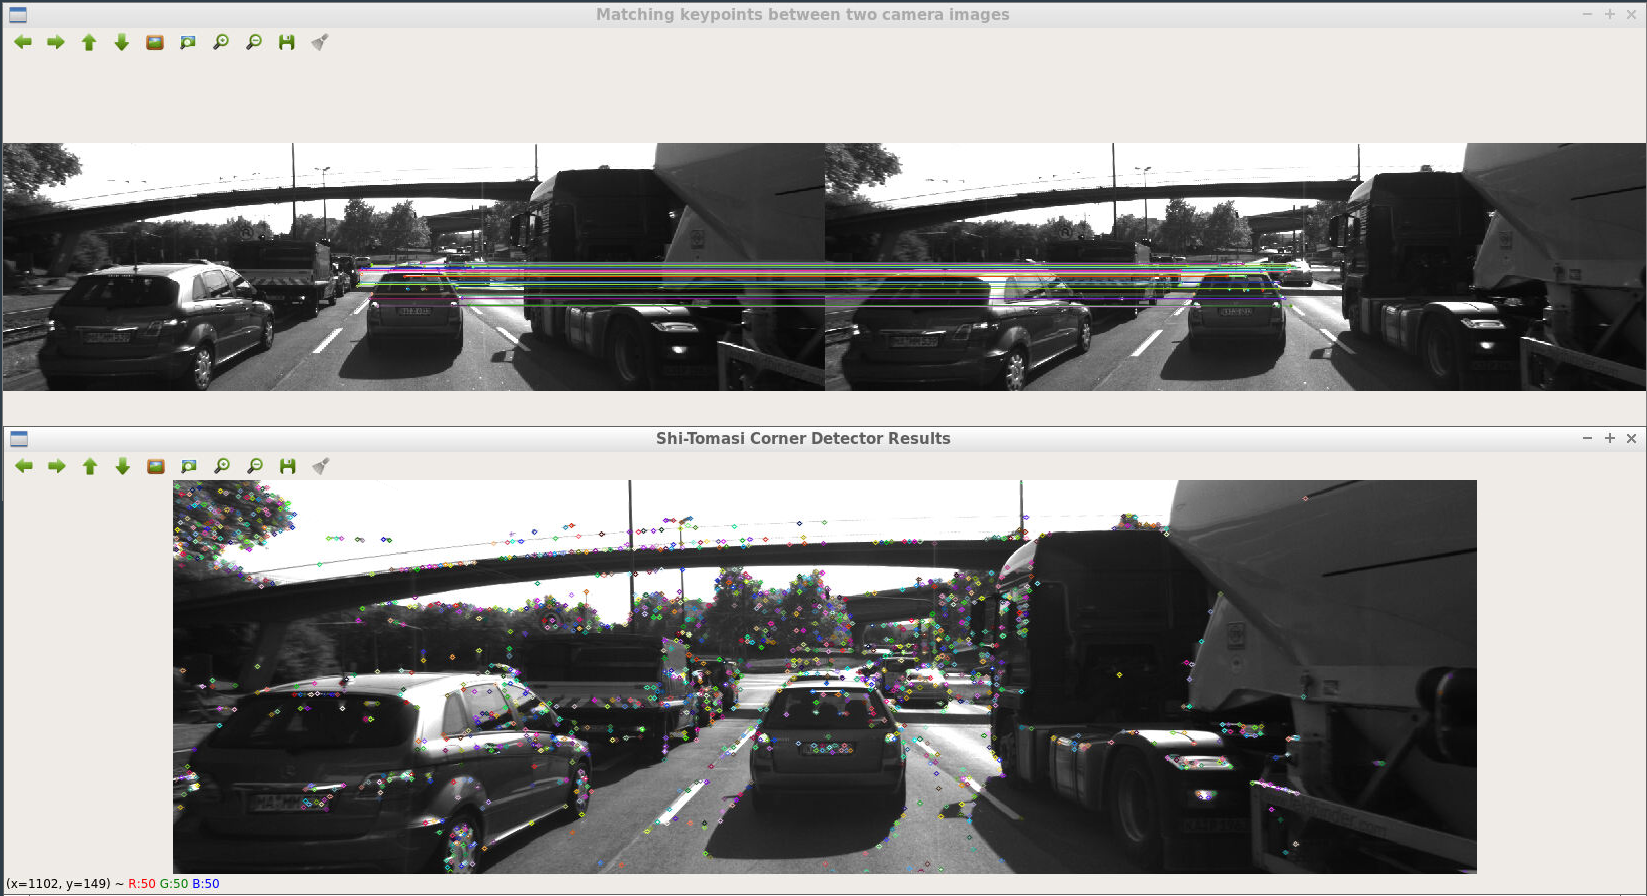 Matching keypoints between two camera images
Shi-Tomasi Corner Detector Results
(x=1102, y=149) ~ R:50 G:50 B:50